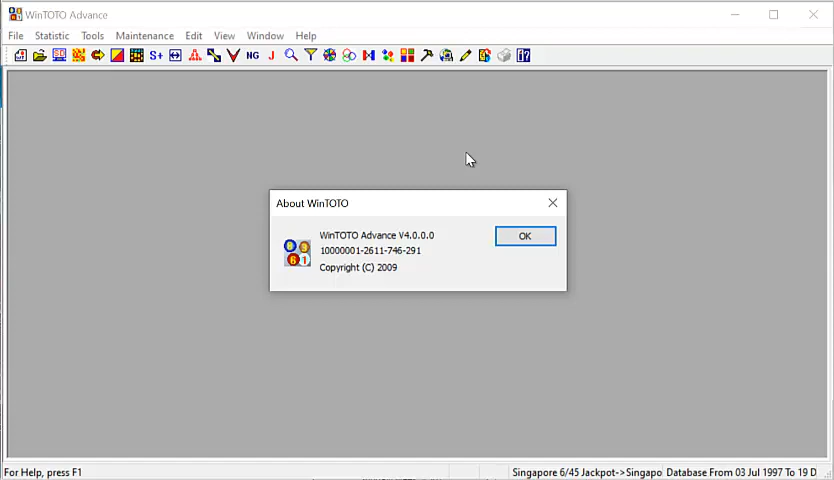 WinTOTO Advance
File Statistic Tools Maintenance Edit View Window Help
S+ NG J
About WinTOTO
WinTOTO Advance V4.0.0.0
10000001-2611-746-291
Copyright (C) 2009
OK
For Help, press F1
Singapore 6/45 Jackpot->Singapo Database From 03 Jul 1997 To 19 D